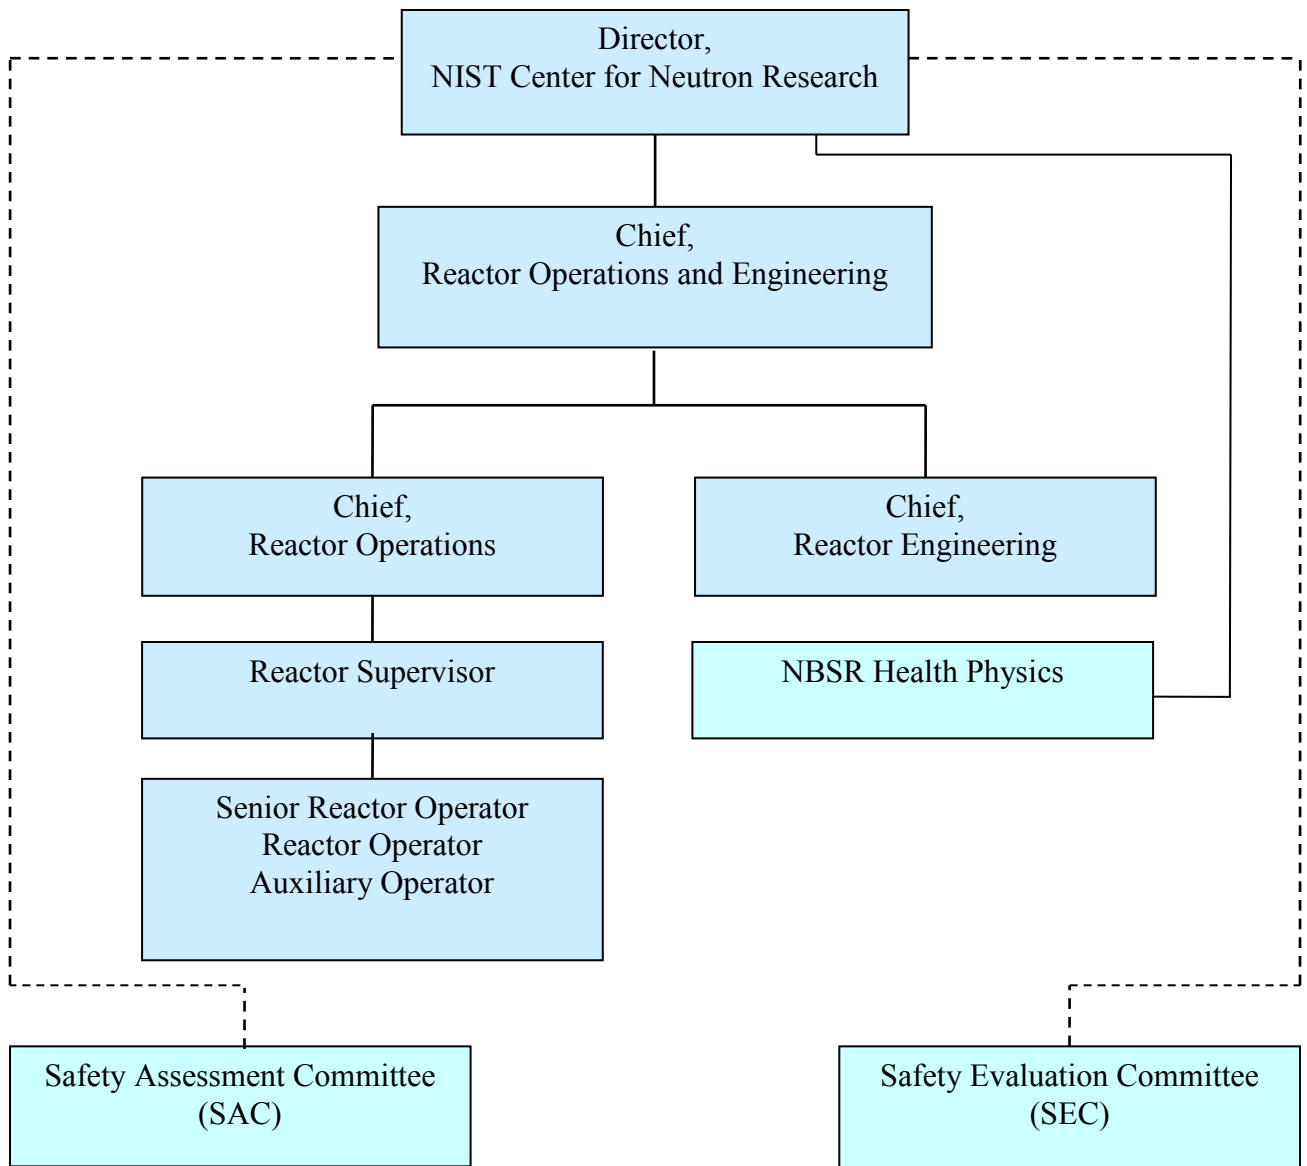 Director,
NIST Center for Neutron Research
Chief,
Reactor Operations and Engineering
Chief,
Reactor Operations
Chief,
Reactor Engineering
Reactor Supervisor
NBSR Health Physics
Senior Reactor Operator
Reactor Operator
Auxiliary Operator
Safety Assessment Committee
(SAC)
Safety Evaluation Committee
(SEC)